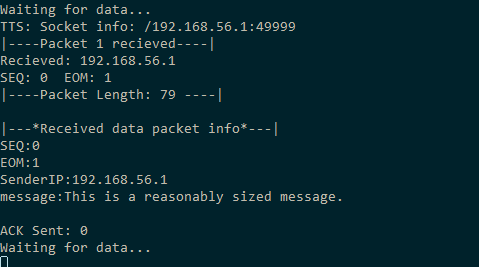 Waiting for data...
TTS: Socket info: /192.168.56.1:49999
|----Packet 1 recieved----|
Recieved: 192.168.56.1
SEQ: 0  EOM: 1
|----Packet Length: 79 ----|
|---*Received data packet info*---|
SEQ:0
EOM:1
SenderIP:192.168.56.1
message:This is a reasonably sized message.
ACK Sent: 0
Waiting for data...